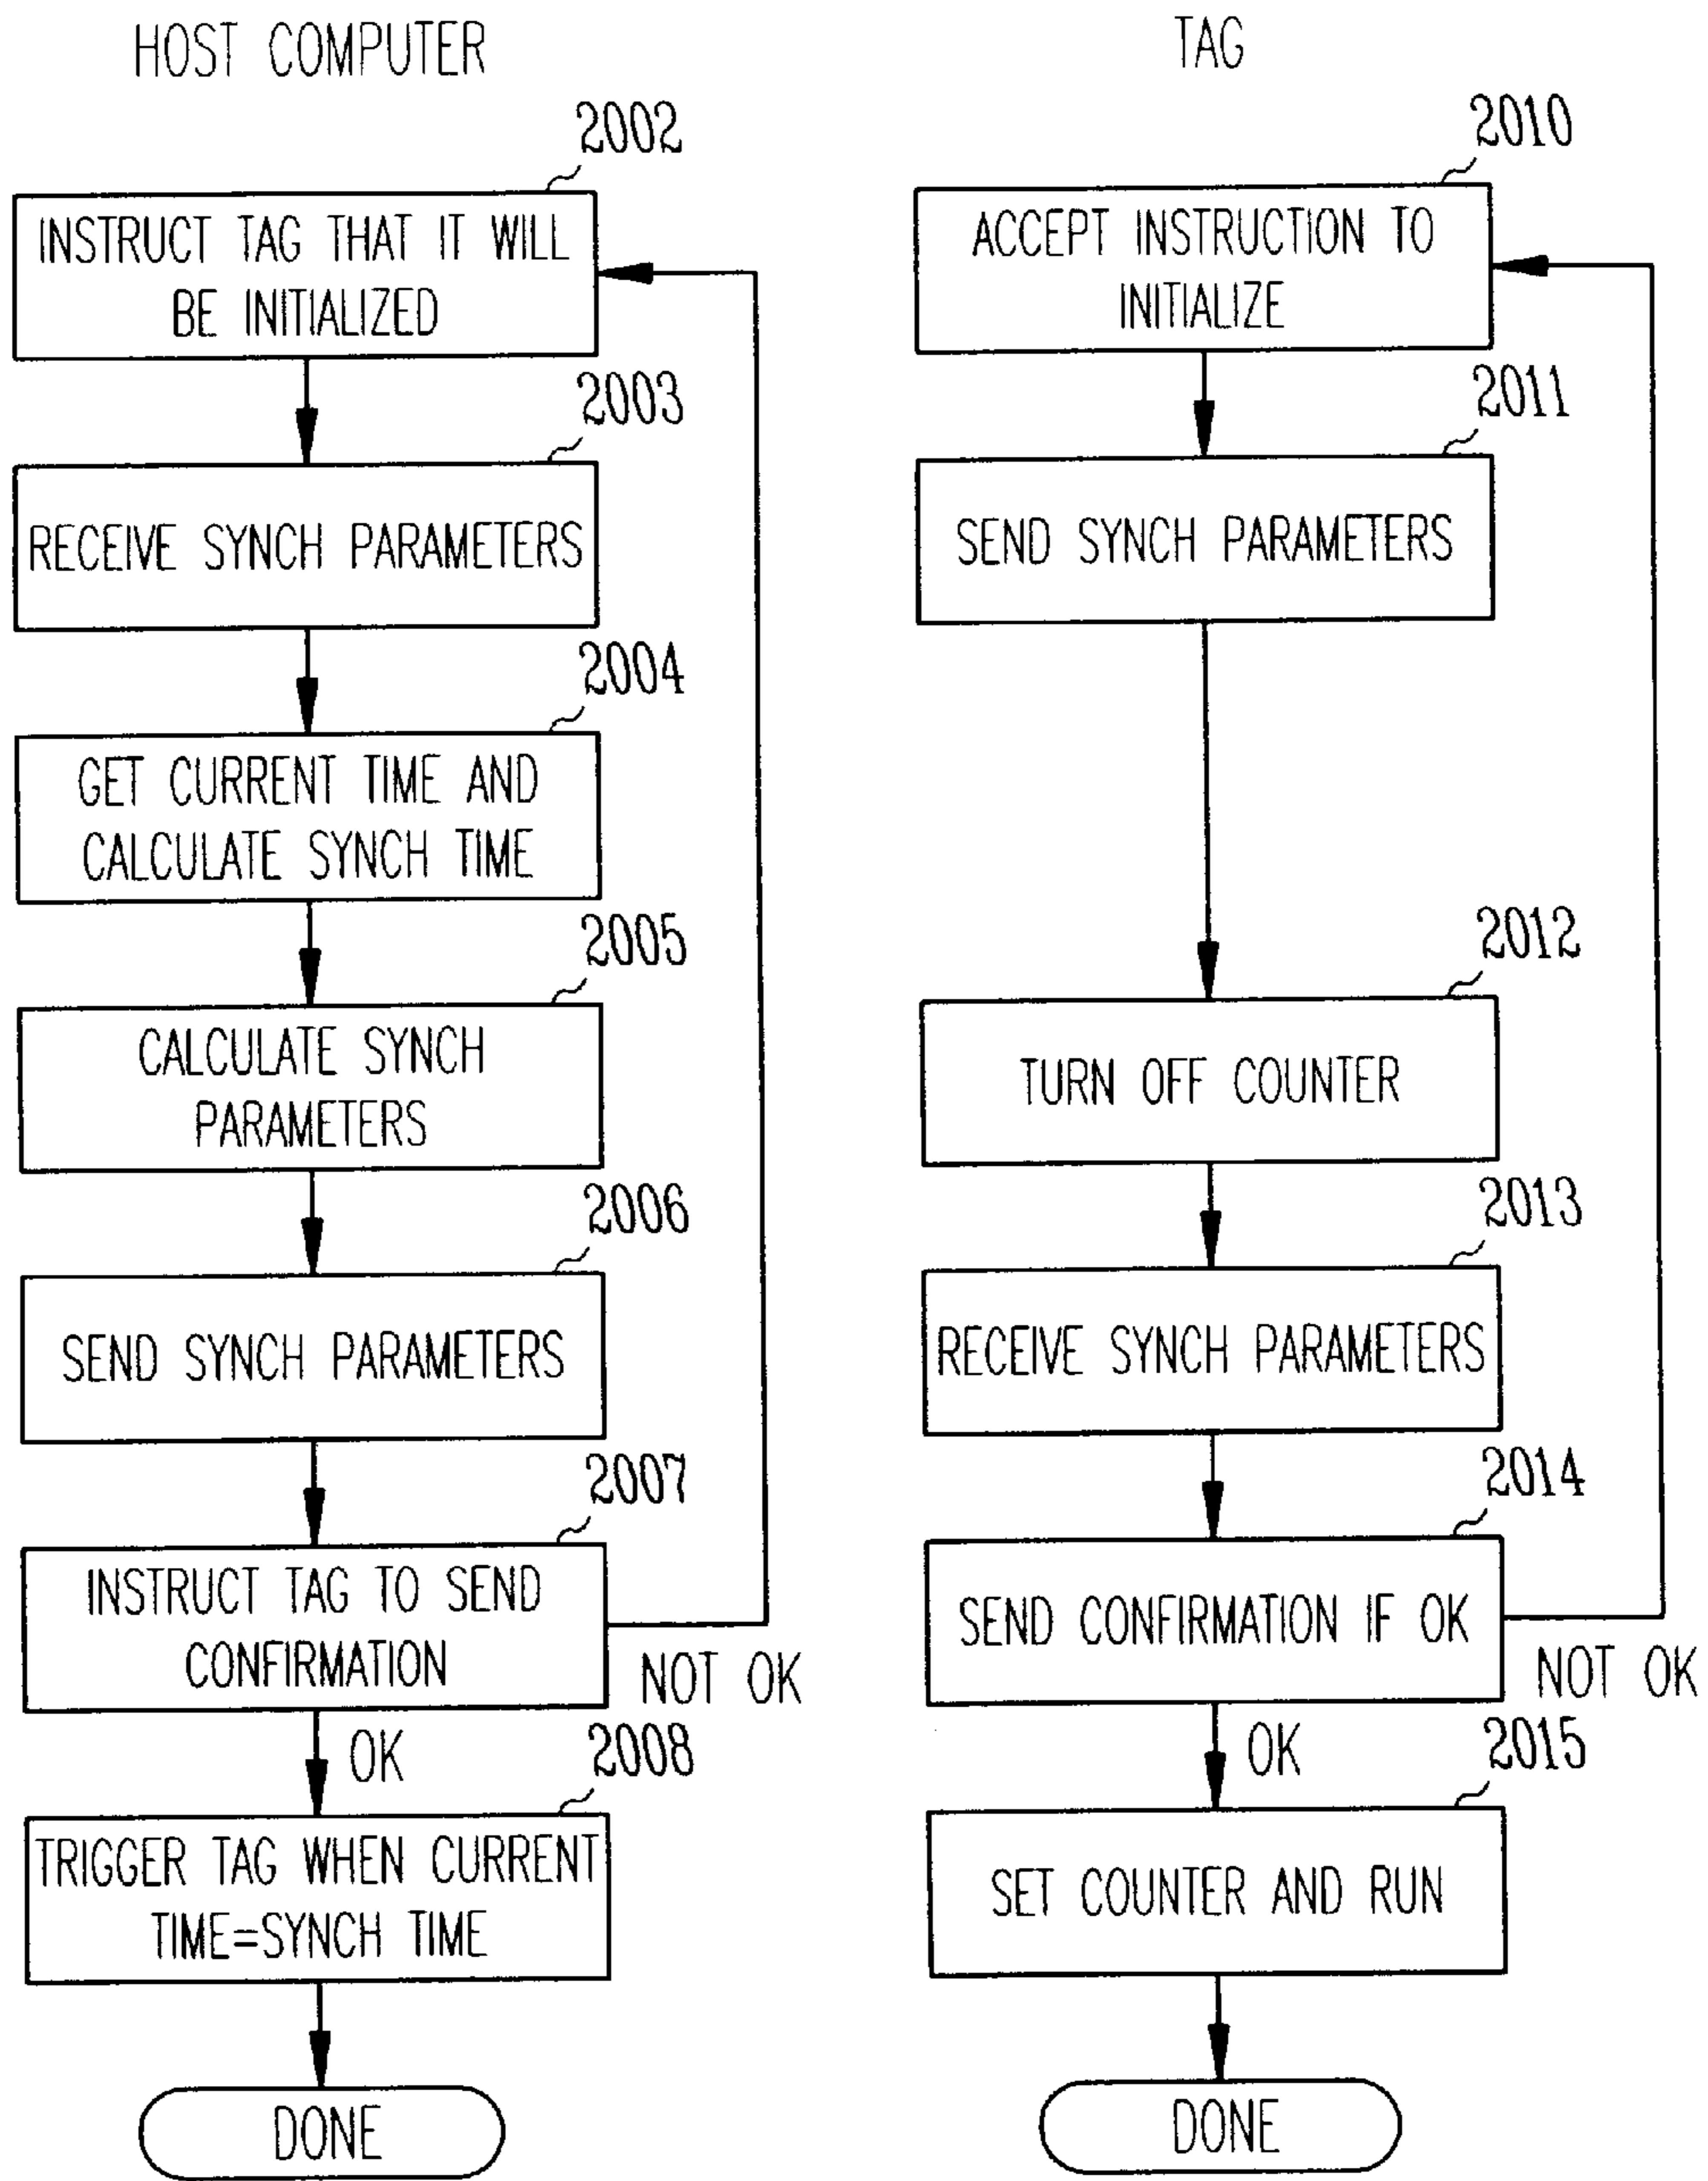 HOST COMPUTER
2002
INSTRUCT TAG THAT IT WILL
BE INITIALIZED
2003
RECEIVE SYNCH PARAMETERS
2004
GET CURRENT TIME AND
CALCULATE SYNCH TIME
2005
CALCULATE SYNCH
PARAMETERS
2006
SEND SYNCH PARAMETERS
2007
INSTRUCT TAG TO SEND
CONFIRMATION
NOT OK
OK
2008
TRIGGER TAG WHEN CURRENT
TIME=SYNCH TIME
DONE
TAG
2010
ACCEPT INSTRUCTION TO
INITIALIZE
2011
SEND SYNCH PARAMETERS
2012
TURN OFF COUNTER
2013
RECEIVE SYNCH PARAMETERS
2014
SEND CONFIRMATION IF OK
NOT OK
OK
2015
SET COUNTER AND RUN
DONE